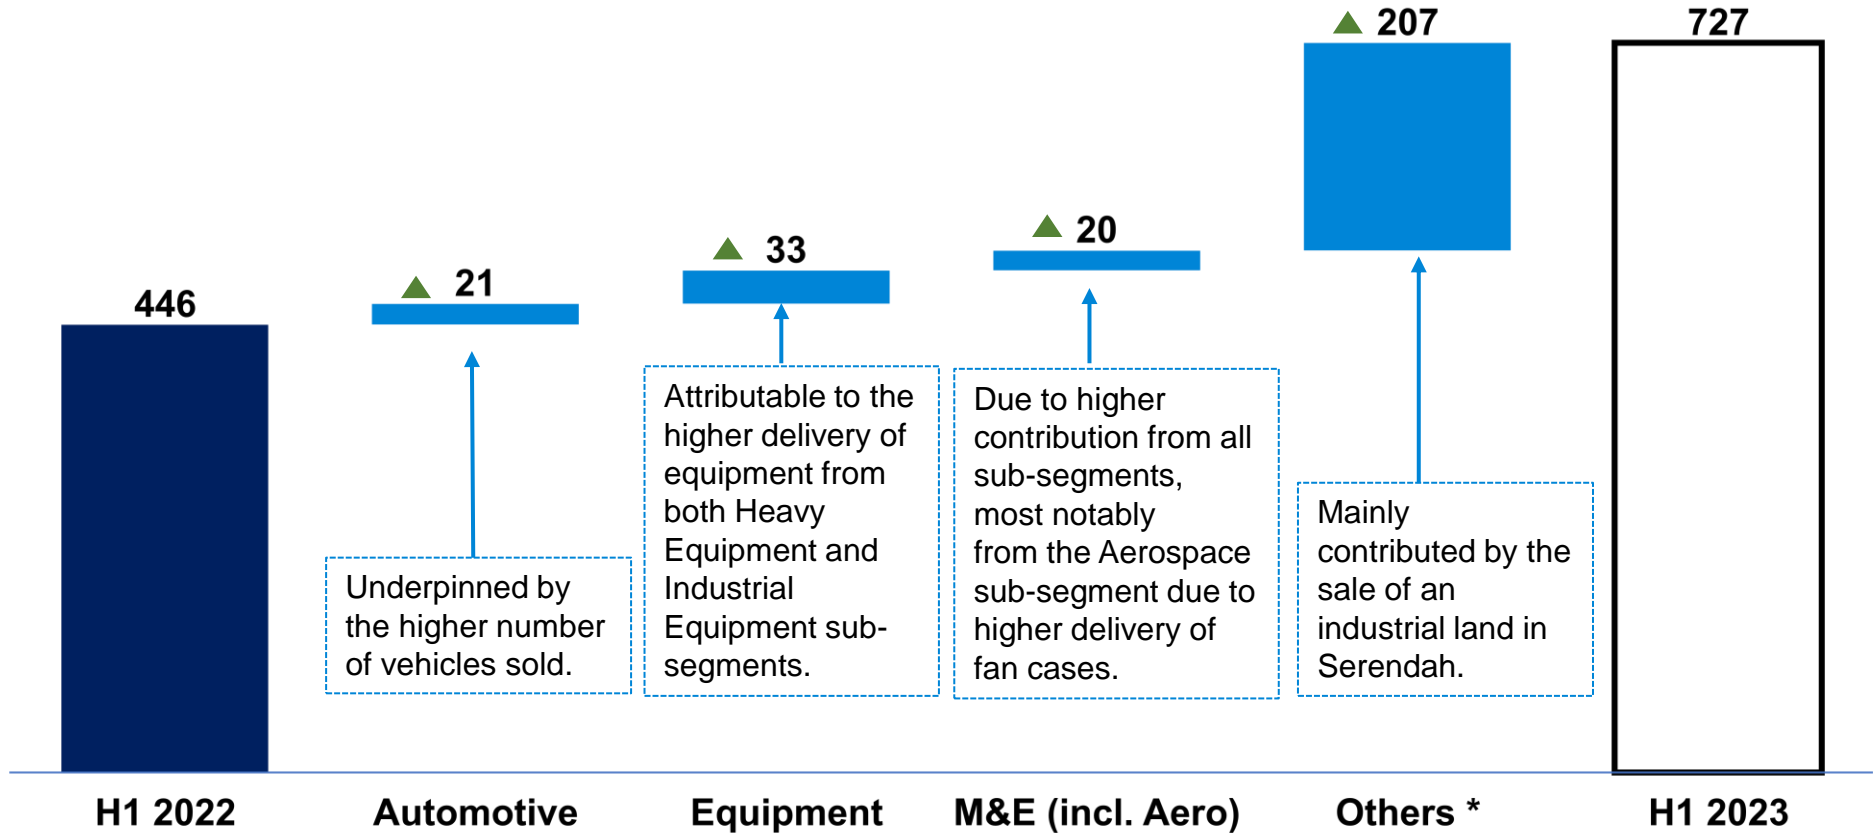 446
▲ 21
▲ 33
▲ 20
▲ 207
727
Underpinned by
the higher number
of vehicles sold.
Attributable to the
higher delivery of
equipment from
both Heavy
Equipment and
Industrial
Equipment sub-
segments.
Due to higher
contribution from all
sub-segments,
most notably
from the Aerospace
sub-segment due to
higher delivery of
fan cases.
Mainly
contributed by the
sale of an
industrial land in
Serendah.
H1 2022
Automotive
Equipment
M&E (incl. Aero)
Others *
H1 2023